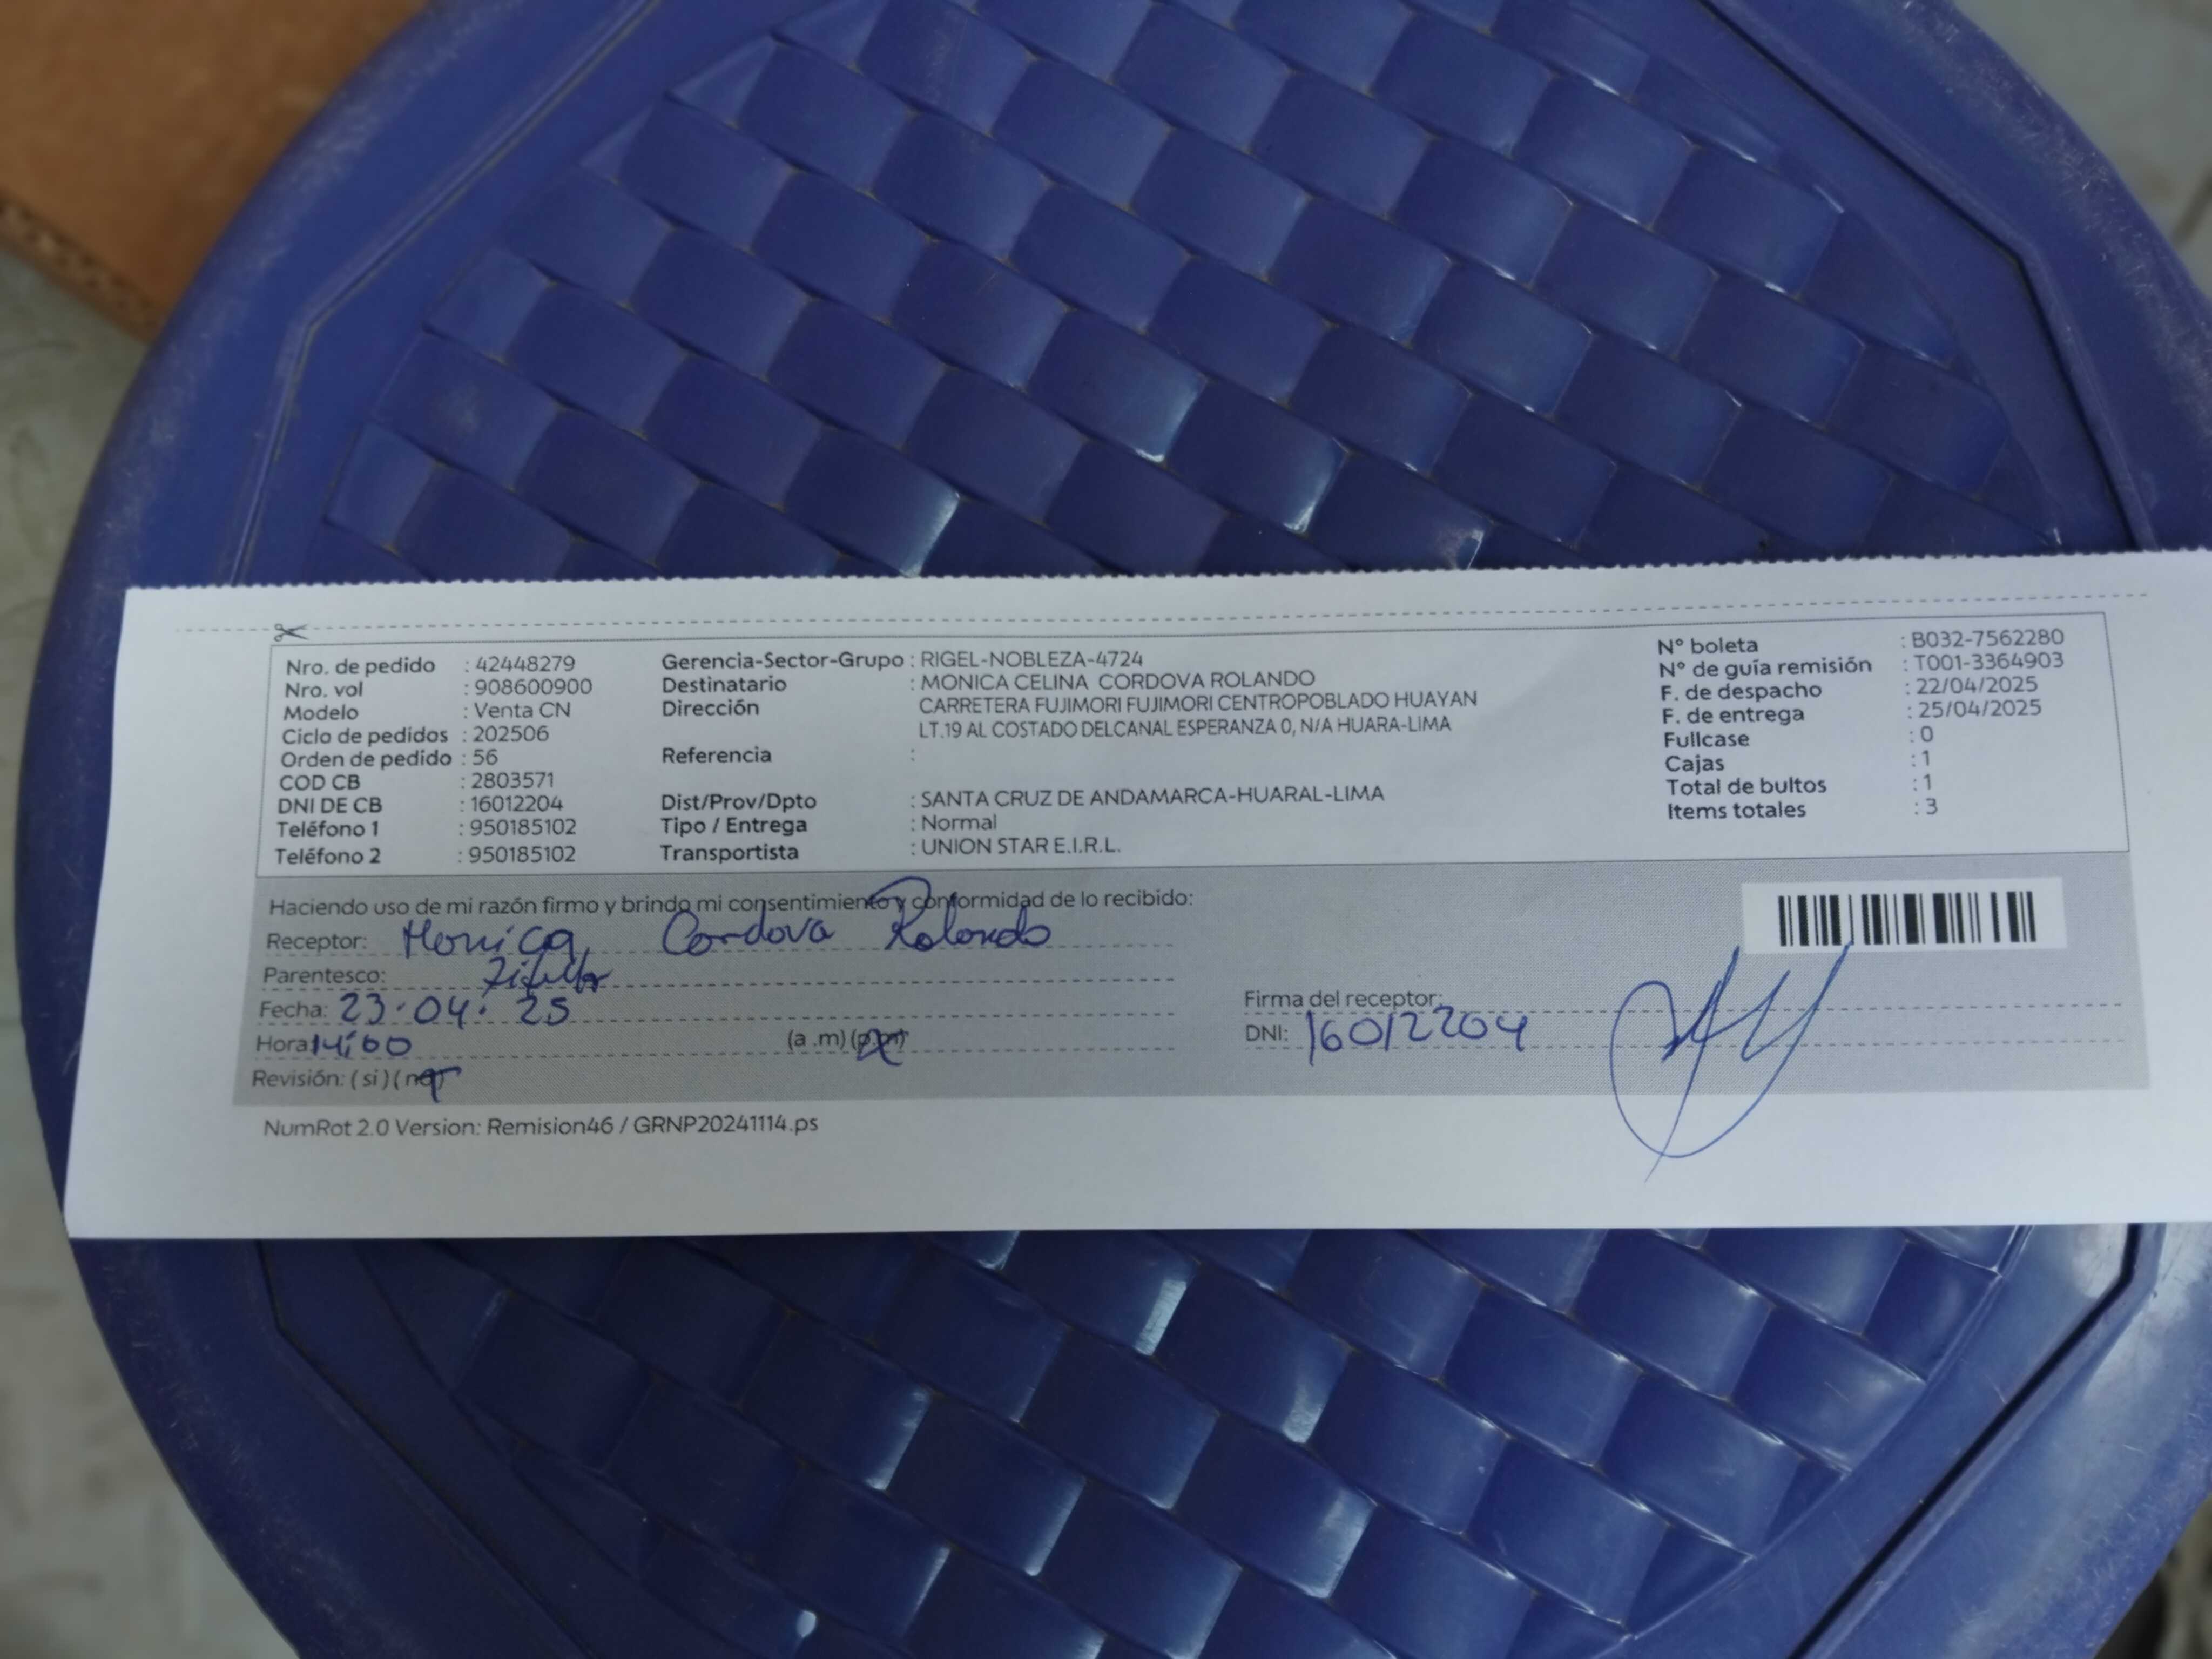 Nro. de pedido : 42448279
Nro. vol : 908600900
Modelo : Venta CN
Ciclo de pedidos : 202506
Orden de pedido : 56
COD CB : 2803571
DNI DE CB : 16012204
Teléfono 1 : 950185102
Teléfono 2 : 950185102
Gerencia-Sector-Grupo : RIGEL-NOBLEZA-4724
Destinatario : MONICA CELINA CORDOVA ROLANDO
Dirección CARRETERA FUJIMORI FUJIMORI CENTROPOBLADO HUAYAN
LT.19 AL COSTADO DELCANAL ESPERANZA 0, N/A HUARA-LIMA
Referencia :
Dist/Prov/Dpto : SANTA CRUZ DE ANDAMARCA-HUARAL-LIMA
Tipo / Entrega : Normal
Transportista : UNION STAR E.I.R.L.
N° boleta : B032-7562280
N° de guía remisión : T001-3364903
F. de despacho : 22/04/2025
F. de entrega : 25/04/2025
Fullcase : 0
Cajas : 1
Total de bultos : 1
Items totales : 3
Haciendo uso de mi razón firmo y brindo mi consentimiento y conformidad de lo recibido:
Receptor: Monica Cordova Rolando
Parentesco:
Fecha: 23.04.25
Hora: 14:00 (a .m) (p.m)
Revisión: (si) (no)
Firma del receptor:
DNI: 16012204
NumRot 2.0 Version: Remision46 / GRNP20241114.ps